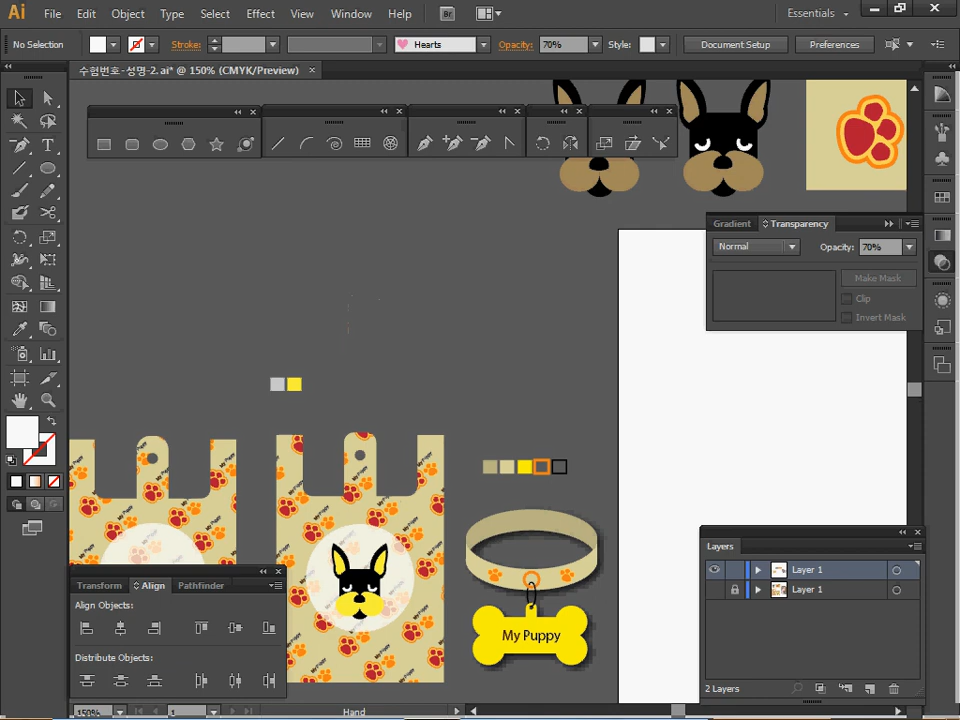 Ai File Edit Object Type Select Effect View Window Help Br Essentials
No Selection Stroke: Hearts Opacity: 70% Style: Document Setup Preferences
수험번호-성명-2.ai* @ 150% (CMYK/Preview) ×
Gradient Transparency
Normal Opacity: 70%
Make Mask
Clip
Invert Mask
My Puppy
Transform Align Pathfinder
Align Objects:
Distribute Objects:
Layers
Layer 1
Layer 1
2 Layers
150% 1 Hand